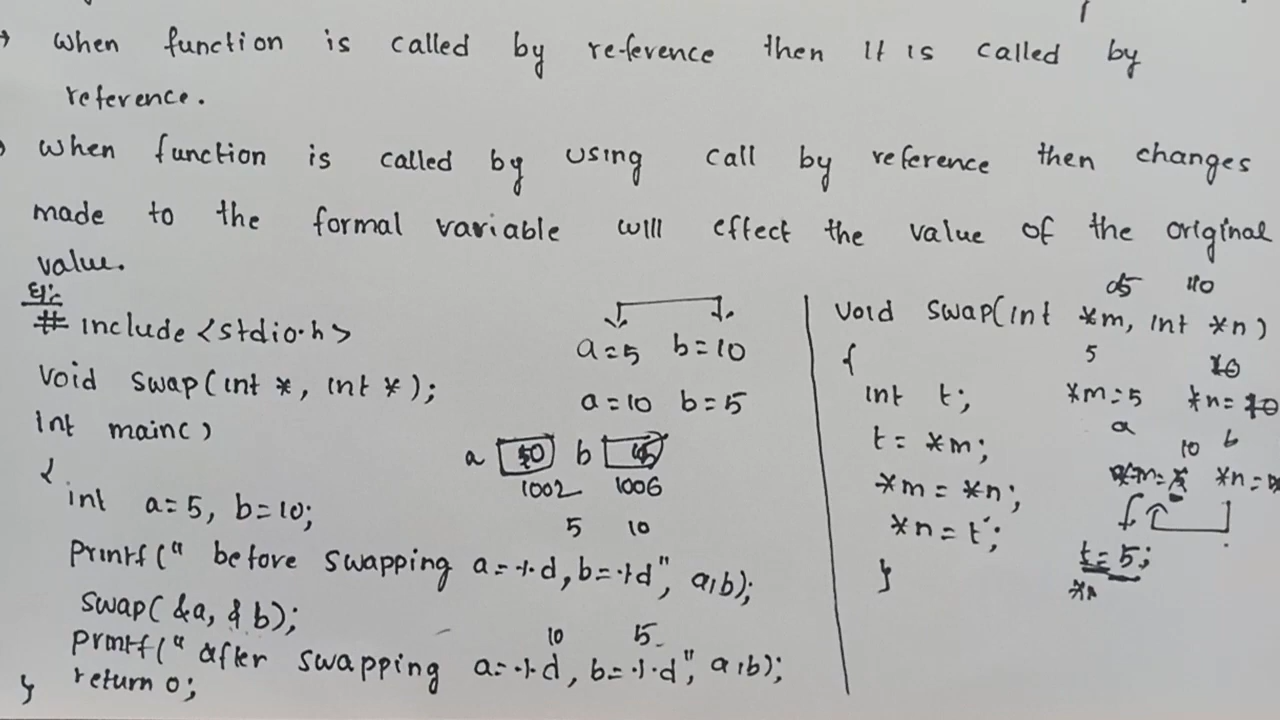 → when function is called by reference then it is called by
reference.
when function is called by using call by reference then changes
made to the formal variable will effect the value of the original
value.
Eg:
# include <stdio.h>
void swap(int *, int *);
int main()
{
int a=5, b=10;
5 10
printf(" before swapping a=%d, b=%d", a,b);
swap( &a, & b);
10 5
printf(" after swapping a=%d, b=%d", a,b);
return 0;
}
a=5 b=10
a=10 b=5
a b
1002 1006
void swap(int *m, int *n)
{
int t;
t = *m;
*m = *n;
*n = t;
}
5 10
*m=5 *n=10
a b
10
*n=
t=5;